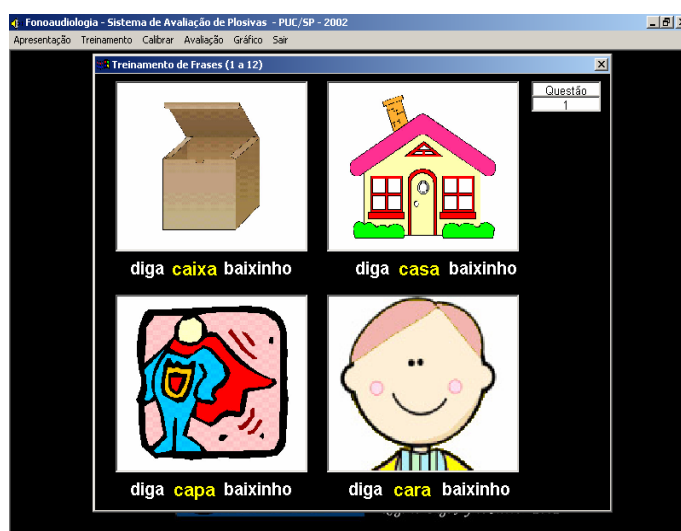 Fonoaudiologia - Sistema de Avaliação de Plosivas - PUC/SP - 2002
Apresentação Treinamento Calibrar Avaliação Gráfico Sair
Treinamento de Frases (1 a 12)
Questão
1
diga caixa baixinho
diga casa baixinho
diga capa baixinho
diga cara baixinho